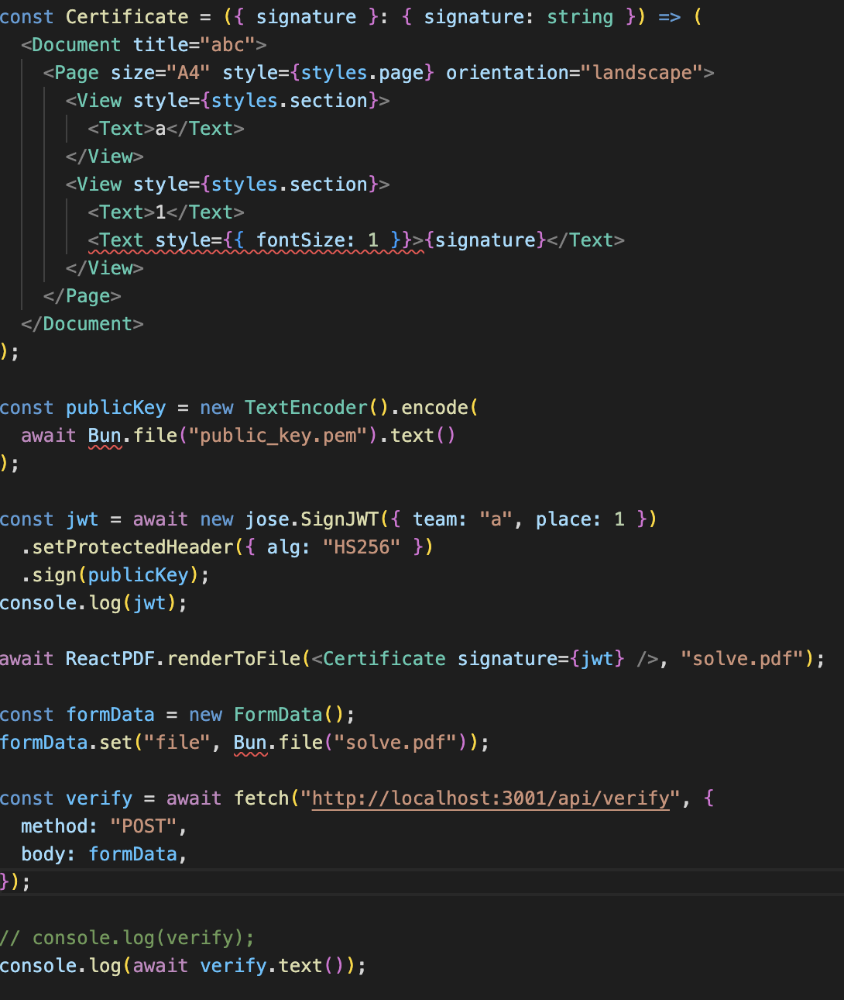 const Certificate = ({ signature }: { signature: string }) => (
<Document title="abc">
<Page size="A4" style={styles.page} orientation="landscape">
<View style={styles.section}>
<Text>a</Text>
</View>
<View style={styles.section}>
<Text>1</Text>
<Text style={{ fontSize: 1 }}>{signature}</Text>
</View>
</Page>
</Document>
);
const publicKey = new TextEncoder().encode(
await Bun.file("public_key.pem").text()
);
const jwt = await new jose.SignJWT({ team: "a", place: 1 })
.setProtectedHeader({ alg: "HS256" })
.sign(publicKey);
console.log(jwt);
await ReactPDF.renderToFile(<Certificate signature={jwt} />, "solve.pdf");
const formData = new FormData();
formData.set("file", Bun.file("solve.pdf"));
const verify = await fetch("http://localhost:3001/api/verify", {
method: "POST",
body: formData,
});
// console.log(verify);
console.log(await verify.text());